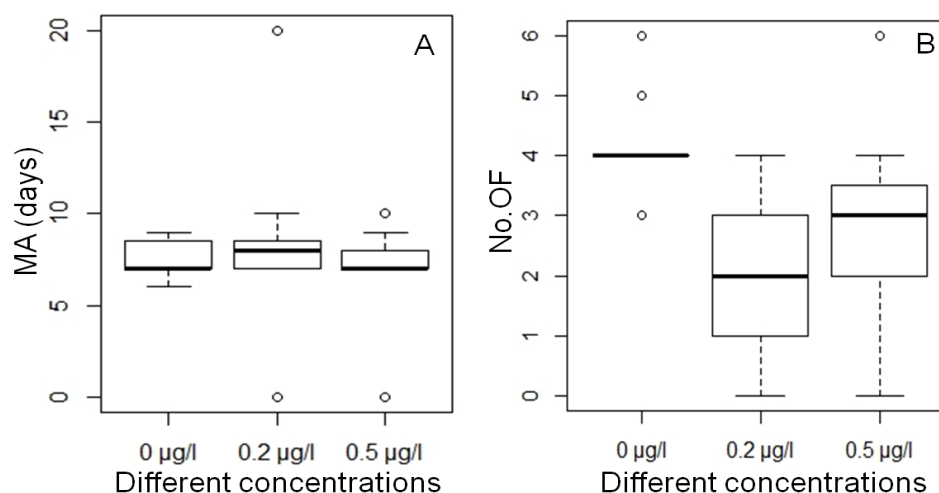 A
MA (days)
20
15
10
5
0
0 µg/l 0.2 µg/l 0.5 µg/l
Different concentrations
B
No.OF
6
5
4
3
2
1
0
0 µg/l 0.2 µg/l 0.5 µg/l
Different concentrations